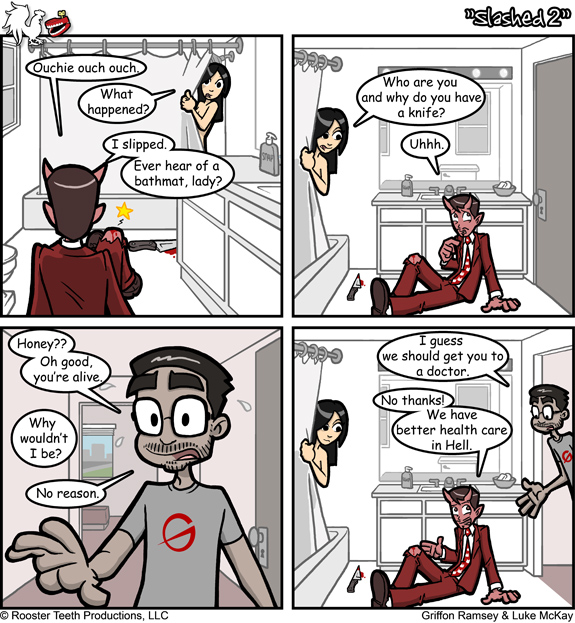 "slashed 2"
Ouchie ouch ouch.
What
happened?
I slipped.
Ever hear of a
bathmat, lady?
SOAP
Who are you
and why do you have
a knife?
Uhhh.
Honey??
Oh good,
you're alive.
Why
wouldn't
I be?
No reason.
I guess
we should get you to
a doctor.
No thanks!
We have
better health care
in Hell.
© Rooster Teeth Productions, LLC
Griffon Ramsey & Luke McKay